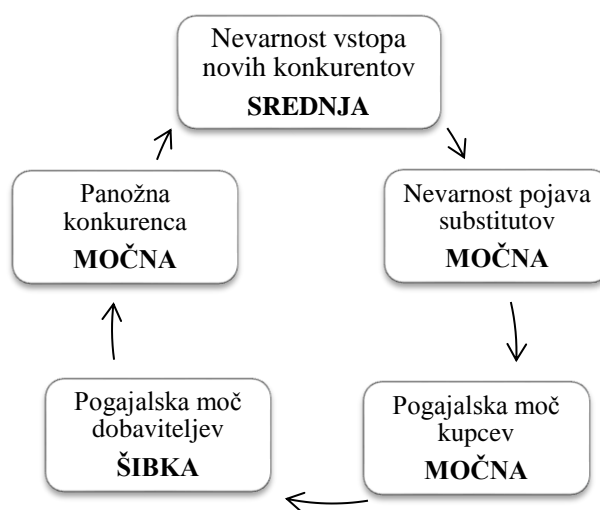 Nevarnost vstopa
novih konkurentov
SREDNJA
Nevarnost pojava
substitutov
MOČNA
Pogajalska moč
kupcev
MOČNA
Pogajalska moč
dobaviteljev
ŠIBKA
Panožna
konkurenca
MOČNA